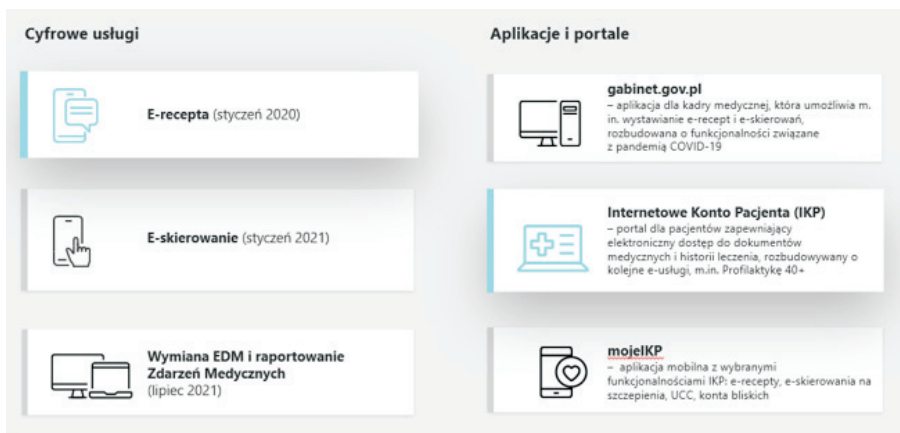 Cyfrowe usługi
E-recepta (styczeń 2020)
E-skierowanie (styczeń 2021)
Wymiana EDM i raportowanie
Zdarzeń Medycznych
(lipiec 2021)
Aplikacje i portale
gabinet.gov.pl
– aplikacja dla kadry medycznej, która umożliwia m.
in. wystawianie e-recept i e-skierowań,
rozbudowana o funkcjonalności związane
z pandemią COVID-19
Internetowe Konto Pacjenta (IKP)
– portal dla pacjentów zapewniający
elektroniczny dostęp do dokumentów
medycznych i historii leczenia, rozbudowywany o
kolejne e-usługi, m.in. Profilaktykę 40+
mojeIKP
– aplikacja mobilna z wybranymi
funkcjonalnościami IKP: e-recepty, e-skierowania na
szczepienia, UCC, konta bliskich